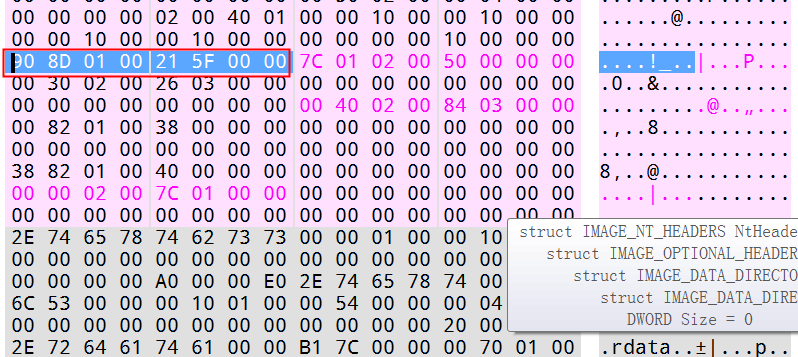 00 00 00 00 02 00 40 01 00 00 10 00 00 10 00 00 ......@.........
00 00 10 00 00 10 00 00 00 00 00 00 10 00 00 00 ................
90 8D 01 00 21 5F 00 00 7C 01 02 00 50 00 00 00 ....!_..|...P...
00 30 02 00 26 03 00 00 00 00 00 00 00 00 00 00 .0..&...........
00 00 00 00 00 00 00 00 00 40 02 00 84 03 00 00 .........@..„...
00 82 01 00 38 00 00 00 00 00 00 00 00 00 00 00 .‚..8...........
00 00 00 00 00 00 00 00 00 00 00 00 00 00 00 00 ................
38 82 01 00 40 00 00 00 00 00 00 00 00 00 00 00 8‚..@...........
00 00 02 00 7C 01 00 00 00 00 00 00 00 00 00 00 ....|...........
00 00 00 00 00 00 00 00 00 00 00 00 00 00 00 00 ................
2E 74 65 78 74 62 73 73 00 00 01 00 00 10
00 00 00 00 00 00 00 00 00 00 00 00 00 00
00 00 00 00 A0 00 00 E0 2E 74 65 78 74 00
6C 53 00 00 00 10 01 00 00 54 00 00 00 04
00 00 00 00 00 00 00 00 00 00 00 00 20 00
2E 72 64 61 74 61 00 00 B1 7C 00 00 00 70 01 00 .rdata..±|...p..
struct IMAGE_NT_HEADERS NtHeade
struct IMAGE_OPTIONAL_HEADER
struct IMAGE_DATA_DIRECTO
struct IMAGE_DATA_DIRE
DWORD Size = 0